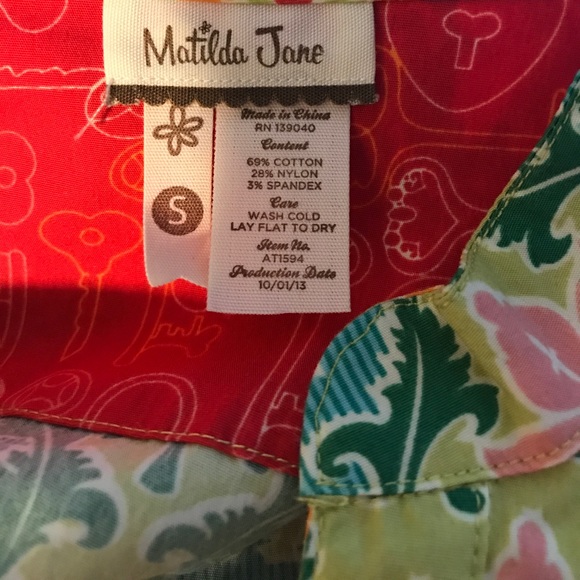 Matilda Jane
Made in China
RN 139040
Content
69% COTTON
28% NYLON
3% SPANDEX
Care
WASH COLD
LAY FLAT TO DRY
Item No.
AT1594
Production Date
10/01/13
S